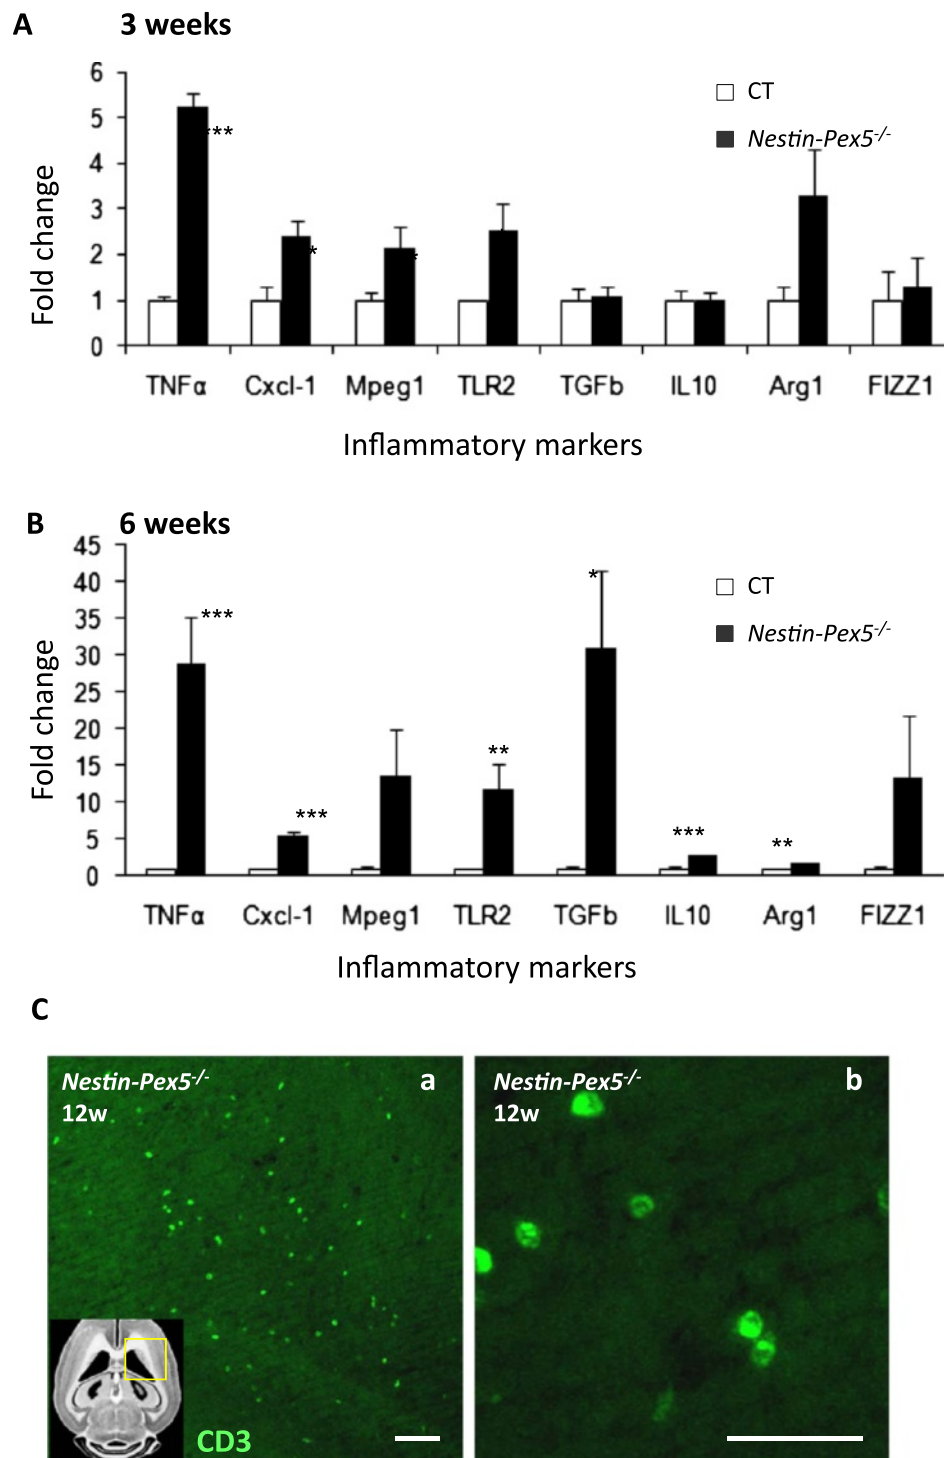 A 3 weeks
6
5
4
3
2
1
0
Fold change
CT
Nestin-Pex5-/-
***
*
*
TNFα Cxcl-1 Mpeg1 TLR2 TGFb IL10 Arg1 FIZZ1
Inflammatory markers
B 6 weeks
45
40
35
30
25
20
15
10
5
0
Fold change
CT
Nestin-Pex5-/-
***
***
**
*
***
**
TNFα Cxcl-1 Mpeg1 TLR2 TGFb IL10 Arg1 FIZZ1
Inflammatory markers
C
Nestin-Pex5-/- a
12w
CD3
Nestin-Pex5-/- b
12w